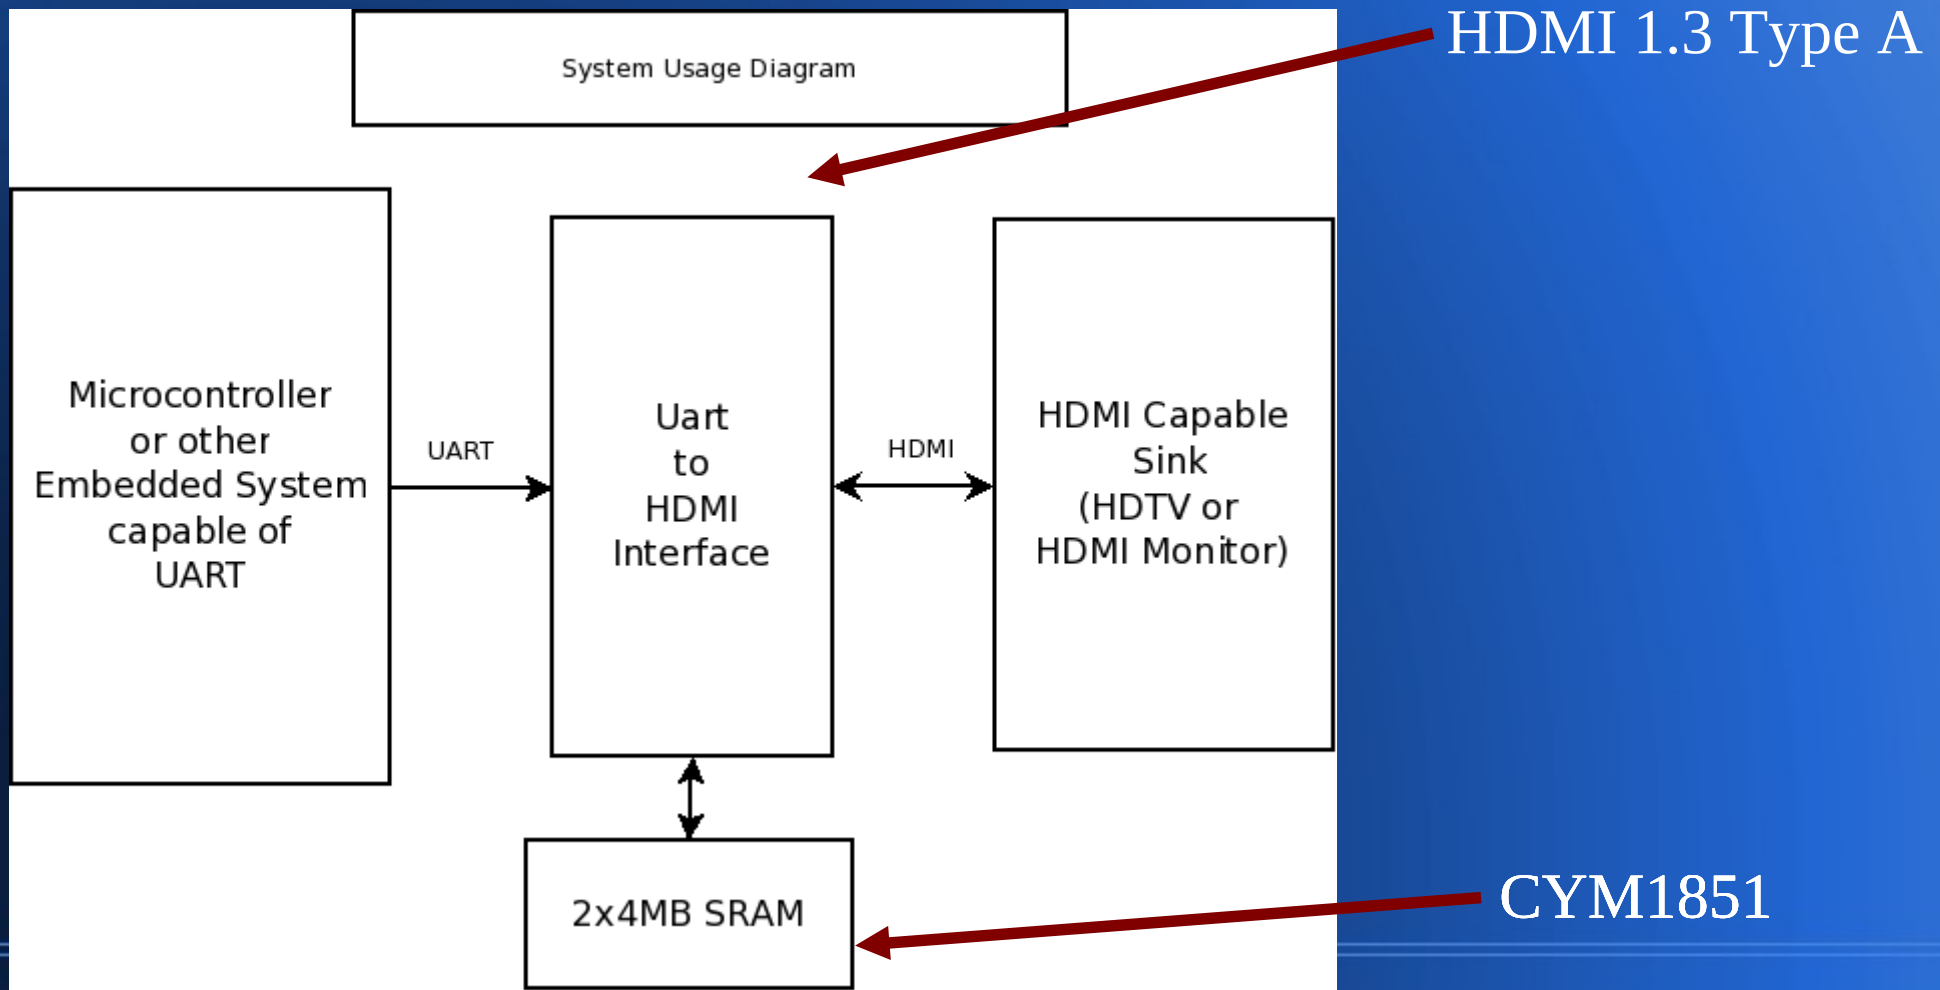 HDMI 1.3 Type A
System Usage Diagram
Microcontroller
or other
Embedded System
capable of
UART
UART
Uart
to
HDMI
Interface
HDMI
HDMI Capable
Sink
(HDTV or
HDMI Monitor)
2x4MB SRAM
CYM1851